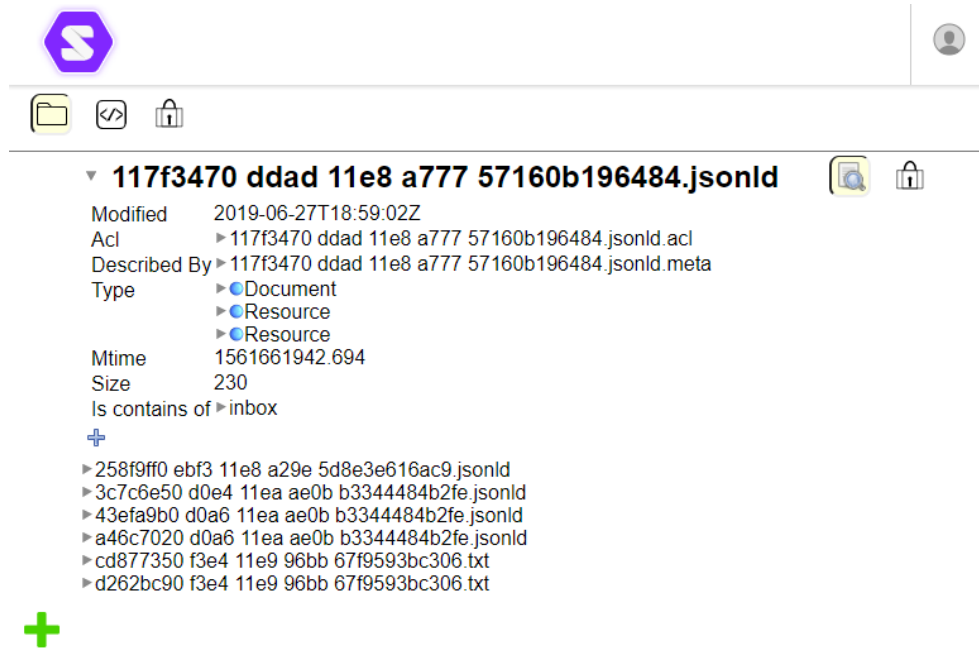 S
</>
117f3470 ddad 11e8 a777 57160b196484.jsonld
Modified 2019-06-27T18:59:02Z
Acl 117f3470 ddad 11e8 a777 57160b196484.jsonld.acl
Described By 117f3470 ddad 11e8 a777 57160b196484.jsonld.meta
Type Document
Resource
Resource
Mtime 1561661942.694
Size 230
Is contains of inbox
258f9ff0 ebf3 11e8 a29e 5d8e3e616ac9.jsonld
3c7c6e50 d0e4 11ea ae0b b3344484b2fe.jsonld
43efa9b0 d0a6 11ea ae0b b3344484b2fe.jsonld
a46c7020 d0a6 11ea ae0b b3344484b2fe.jsonld
cd877350 f3e4 11e9 96bb 67f9593bc306.txt
d262bc90 f3e4 11e9 96bb 67f9593bc306.txt